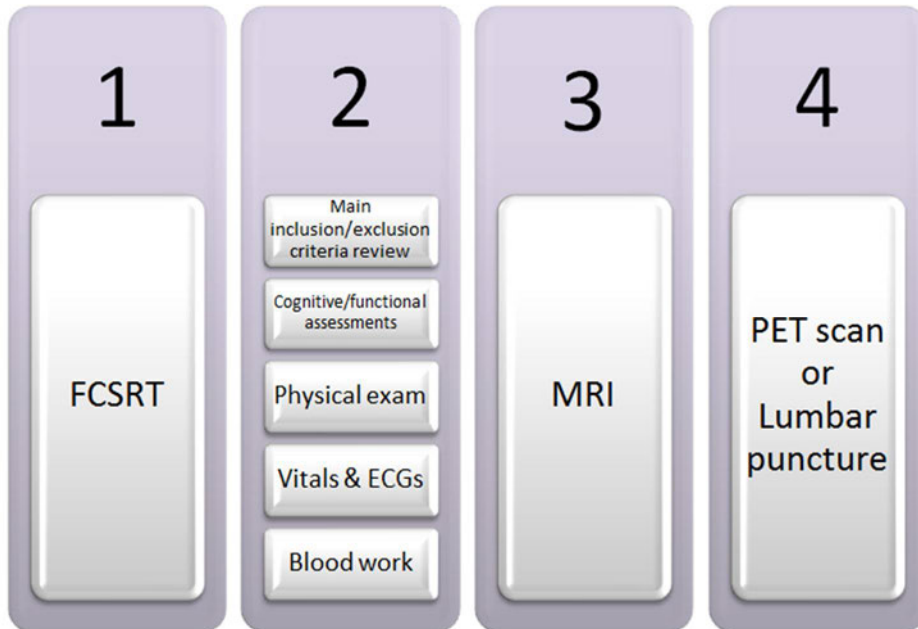 1
FCSRT
2
Main
inclusion/exclusion
criteria review
Cognitive/functional
assessments
Physical exam
Vitals & ECGs
Blood work
3
MRI
4
PET scan
or
Lumbar
puncture